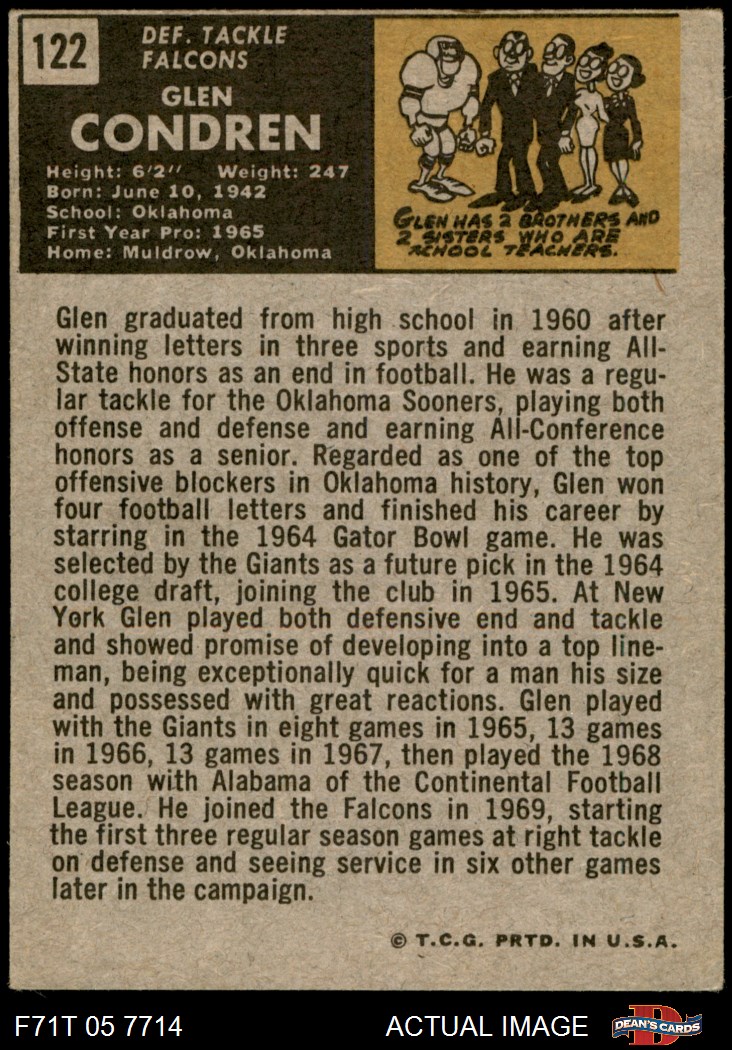 122
DEF. TACKLE
FALCONS
GLEN
CONDREN
Height: 6'2" Weight: 247
Born: June 10, 1942
School: Oklahoma
First Year Pro: 1965
Home: Muldrow, Oklahoma
GLEN HAS 2 BROTHERS AND
2 SISTERS WHO ARE
SCHOOL TEACHERS.
Glen graduated from high school in 1960 after
winning letters in three sports and earning All-
State honors as an end in football. He was a regu-
lar tackle for the Oklahoma Sooners, playing both
offense and defense and earning All-Conference
honors as a senior. Regarded as one of the top
offensive blockers in Oklahoma history, Glen won
four football letters and finished his career by
starring in the 1964 Gator Bowl game. He was
selected by the Giants as a future pick in the 1964
college draft, joining the club in 1965. At New
York Glen played both defensive end and tackle
and showed promise of developing into a top line-
man, being exceptionally quick for a man his size
and possessed with great reactions. Glen played
with the Giants in eight games in 1965, 13 games
in 1966, 13 games in 1967, then played the 1968
season with Alabama of the Continental Football
League. He joined the Falcons in 1969, starting
the first three regular season games at right tackle
on defense and seeing service in six other games
later in the campaign.
© T.C.G. PRTD. IN U.S.A.
F71T 05 7714 ACTUAL IMAGE
D
DEAN'S CARDS